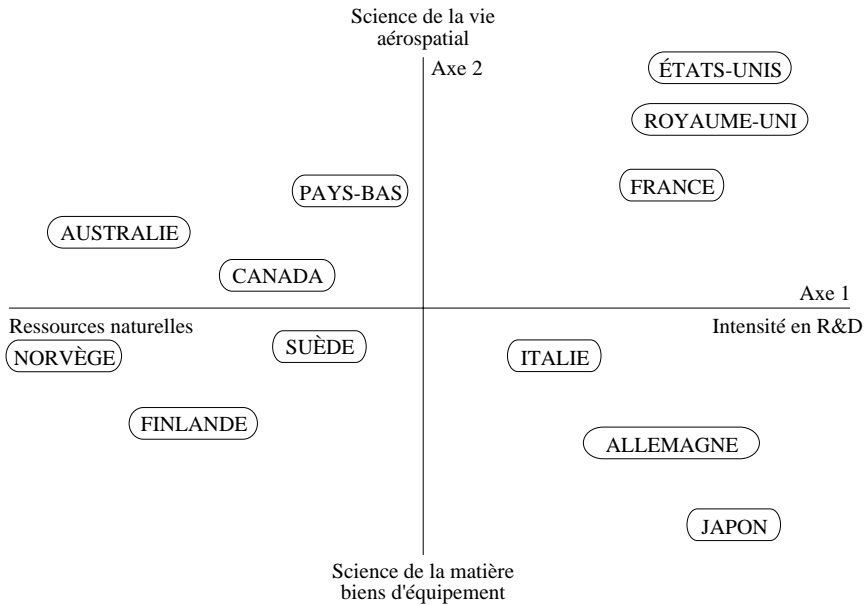 Science de la vie
aérospatial
Axe 2
ÉTATS-UNIS
ROYAUME-UNI
FRANCE
PAYS-BAS
AUSTRALIE
CANADA
Axe 1
Ressources naturelles
Intensité en R&D
NORVÈGE
SUÈDE
ITALIE
FINLANDE
ALLEMAGNE
JAPON
Science de la matière
biens d'équipement